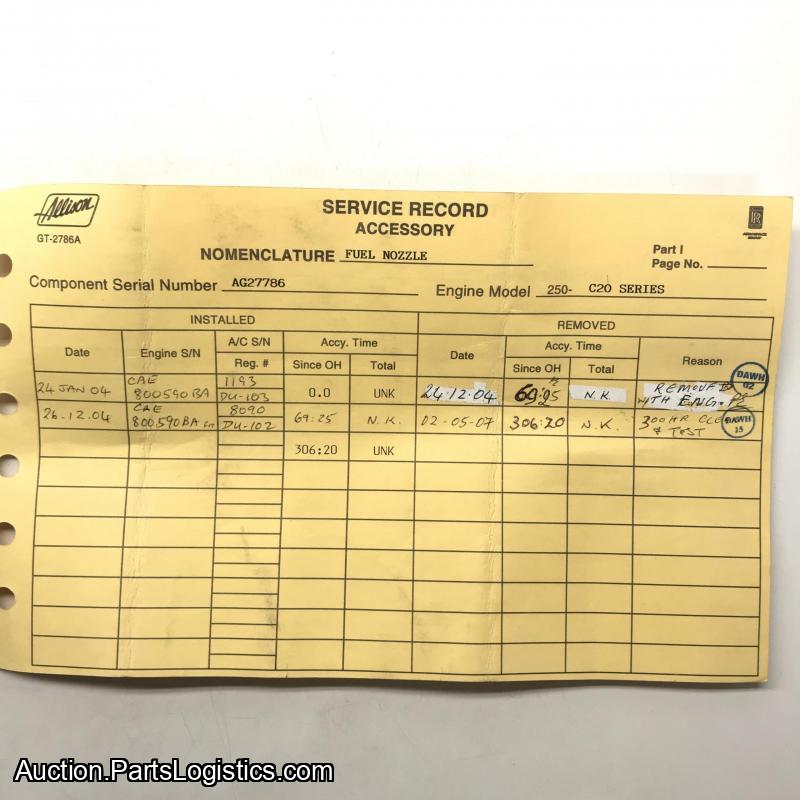 Allison
SERVICE RECORD
ACCESSORY
GT-2786A
NOMENCLATURE FUEL NOZZLE
Part I
Page No.
Component Serial Number AG27786
Engine Model 250- C20 SERIES
INSTALLED REMOVED
Date Engine S/N A/C S/N Reg. # Accy. Time Since OH Total Date Accy. Time Since OH Total Reason
24 JAN 04 CAE 800590BA 1193 DU-103 0.0 UNK 24.12.04 69:25 N.K. REMOVED WITH ENG.
DAWH 02
26.12.04 CAE 800590BA 8090 DU-102 69:25 N.K. 02-05-07 306:20 N.K. 300HR & TEST
DAWH 15
306:20 UNK
Auction.PartsLogistics.com